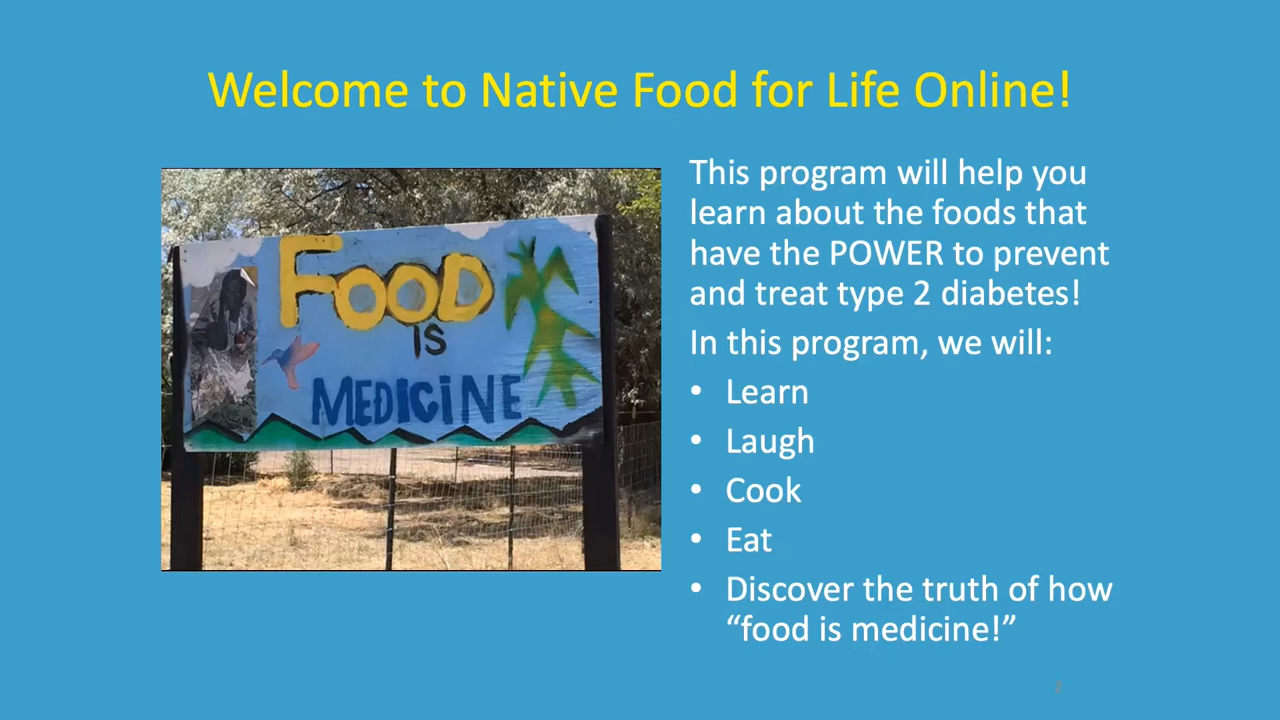 Welcome to Native Food for Life Online!
FOOD
IS
MEDICiNE
This program will help you
learn about the foods that
have the POWER to prevent
and treat type 2 diabetes!
In this program, we will:
• Learn
• Laugh
• Cook
• Eat
• Discover the truth of how
“food is medicine!”